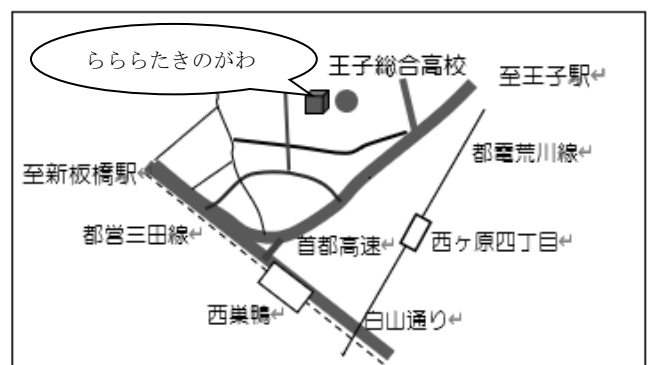 らららたきのがわ
王子総合高校
至王子駅↵
都電荒川線↵
至新板橋駅↵
都営三田線↵
首都高速↵
西ヶ原四丁目↵
西巣鴨↵
白山通り↵